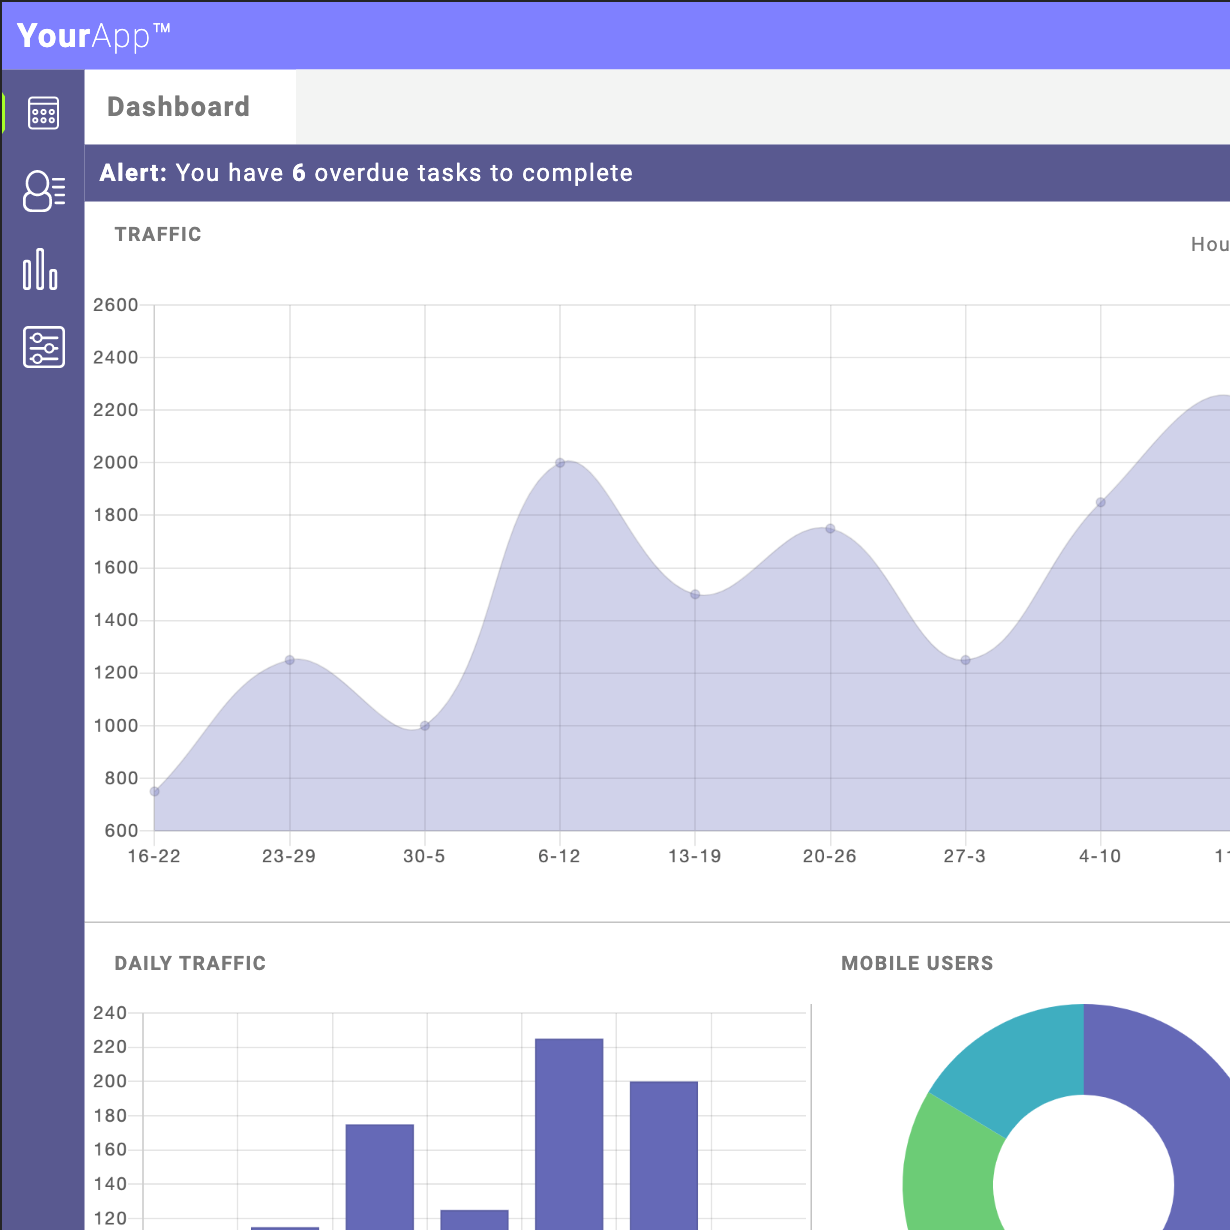 YourApp™
Dashboard
Alert: You have 6 overdue tasks to complete
TRAFFIC
Hou
2600
2400
2200
2000
1800
1600
1400
1200
1000
800
600
16-22 23-29 30-5 6-12 13-19 20-26 27-3 4-10 11
DAILY TRAFFIC
240
220
200
180
160
140
120
MOBILE USERS